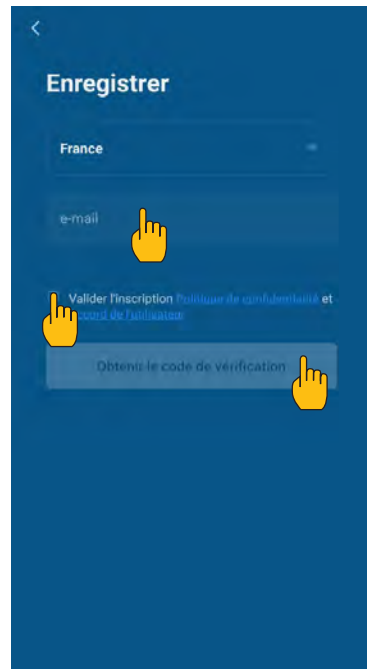 Enregistrer
France
e-mail
Valider l'inscription Politique de confidentialité et
Accord de l'utilisateur
Obtenir le code de vérification